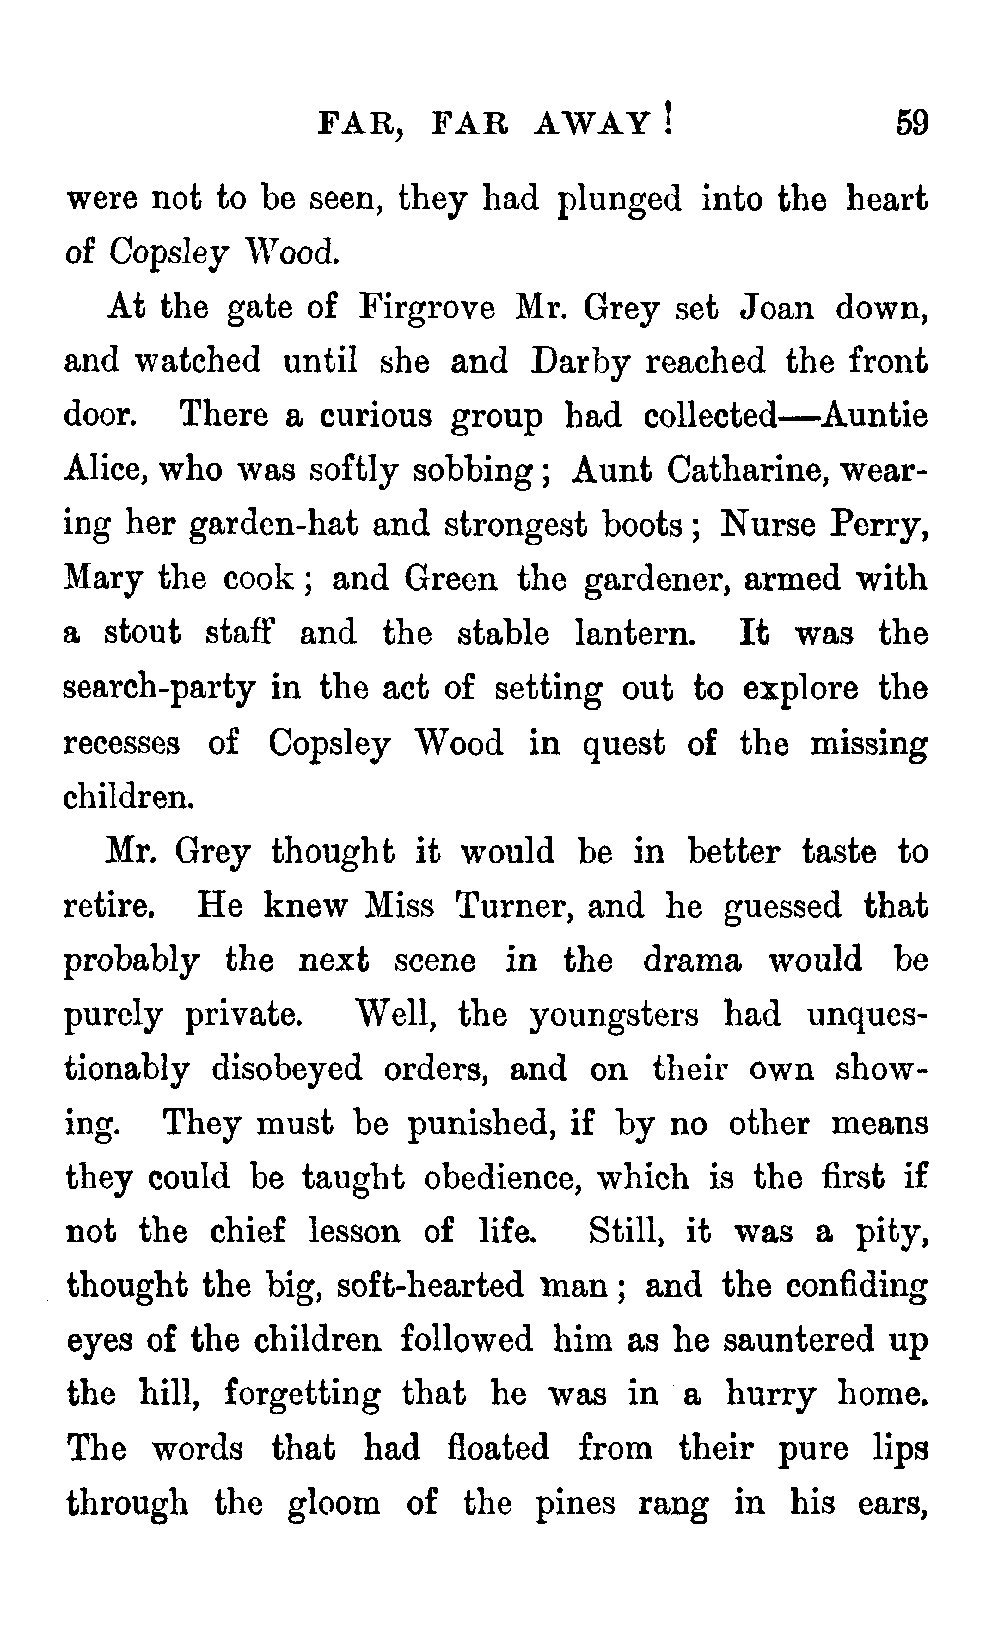 FAR, FAR AWAY! 59
were not to be seen, they had plunged into the heart
of Copsley Wood.
At the gate of Firgrove Mr. Grey set Joan down,
and watched until she and Darby reached the front
door. There a curious group had collected—Auntie
Alice, who was softly sobbing; Aunt Catharine, wear-
ing her garden-hat and strongest boots; Nurse Perry,
Mary the cook; and Green the gardener, armed with
a stout staff and the stable lantern. It was the
search-party in the act of setting out to explore the
recesses of Copsley Wood in quest of the missing
children.
Mr. Grey thought it would be in better taste to
retire. He knew Miss Turner, and he guessed that
probably the next scene in the drama would be
purely private. Well, the youngsters had unques-
tionably disobeyed orders, and on their own show-
ing. They must be punished, if by no other means
they could be taught obedience, which is the first if
not the chief lesson of life. Still, it was a pity,
thought the big, soft-hearted man; and the confiding
eyes of the children followed him as he sauntered up
the hill, forgetting that he was in a hurry home.
The words that had floated from their pure lips
through the gloom of the pines rang in his ears,